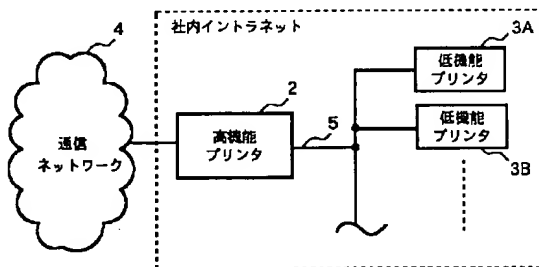 4
社内イントラネット
3A
低機能
プリンタ
2
5
通信
ネットワーク
高機能
プリンタ
低機能
プリンタ
3B